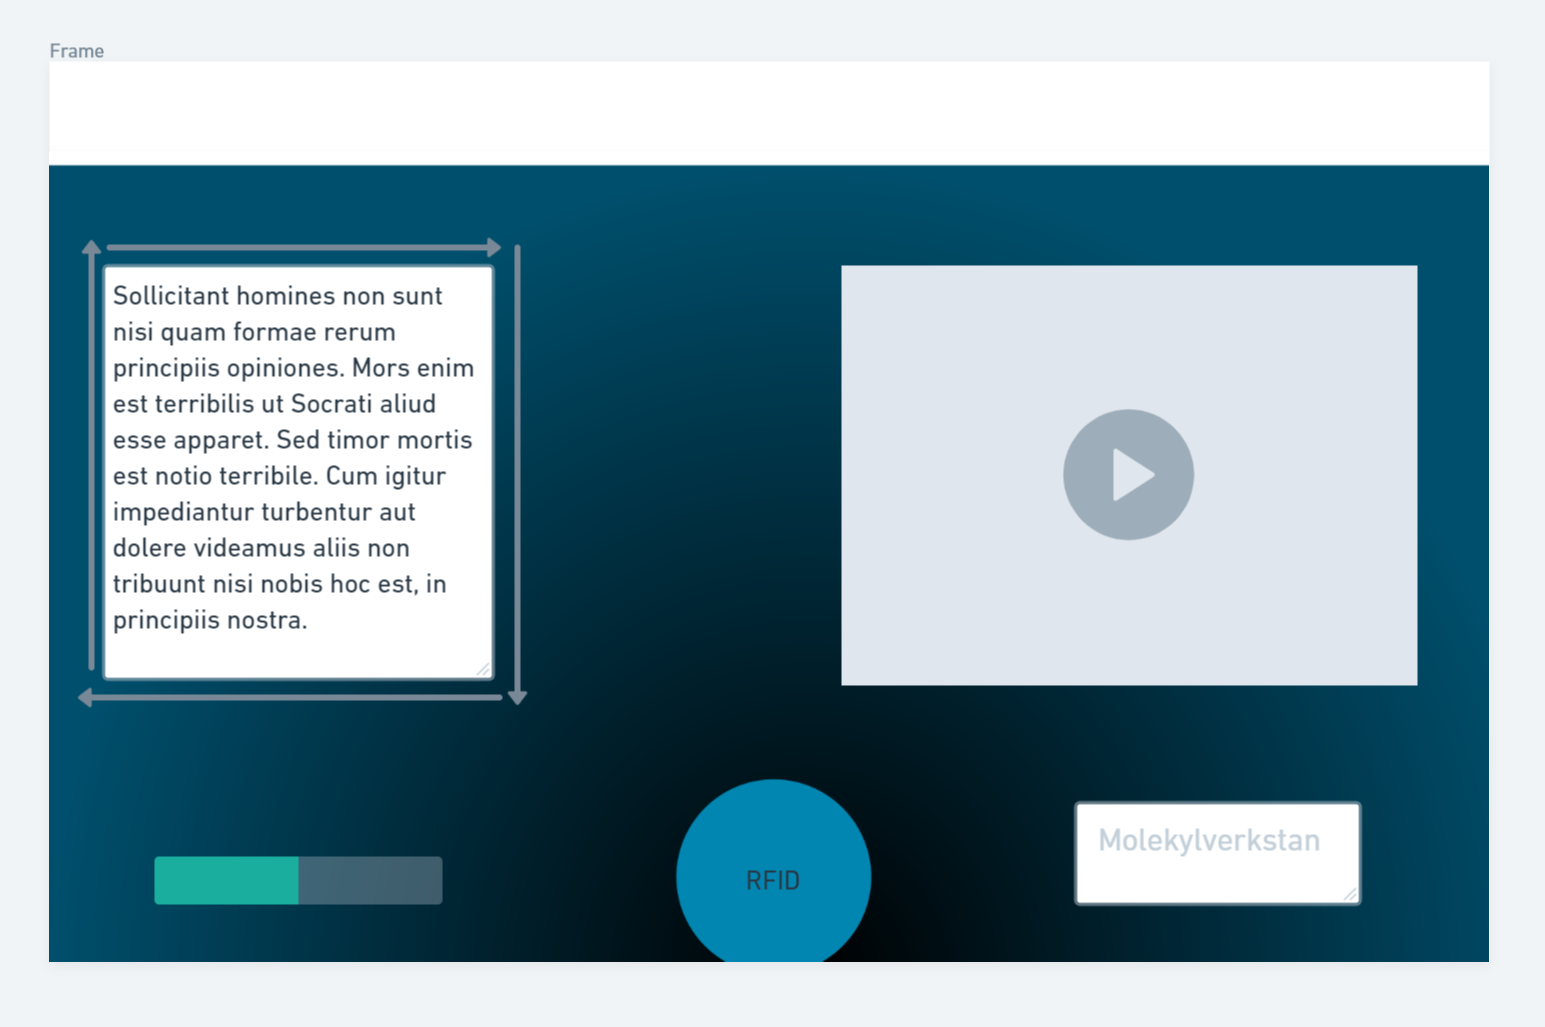 Frame
Sollicitant homines non sunt
nisi quam formae rerum
principiis opiniones. Mors enim
est terribilis ut Socrati aliud
esse apparet. Sed timor mortis
est notio terribile. Cum igitur
impediantur turbentur aut
dolere videamus aliis non
tribuunt nisi nobis hoc est, in
principiis nostra.
RFID
Molekylverkstan